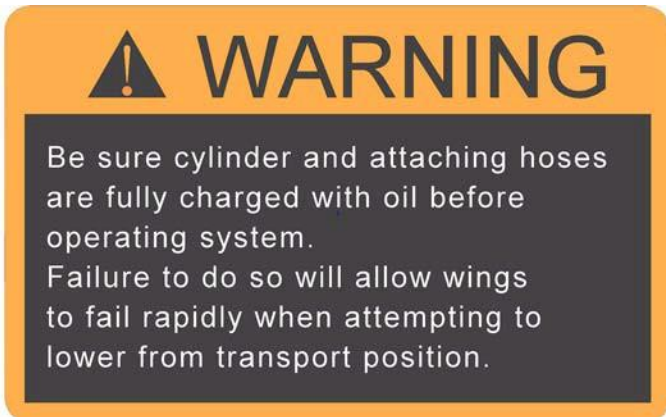 WARNING
Be sure cylinder and attaching hoses
are fully charged with oil before
operating system.
Failure to do so will allow wings
to fail rapidly when attempting to
lower from transport position.